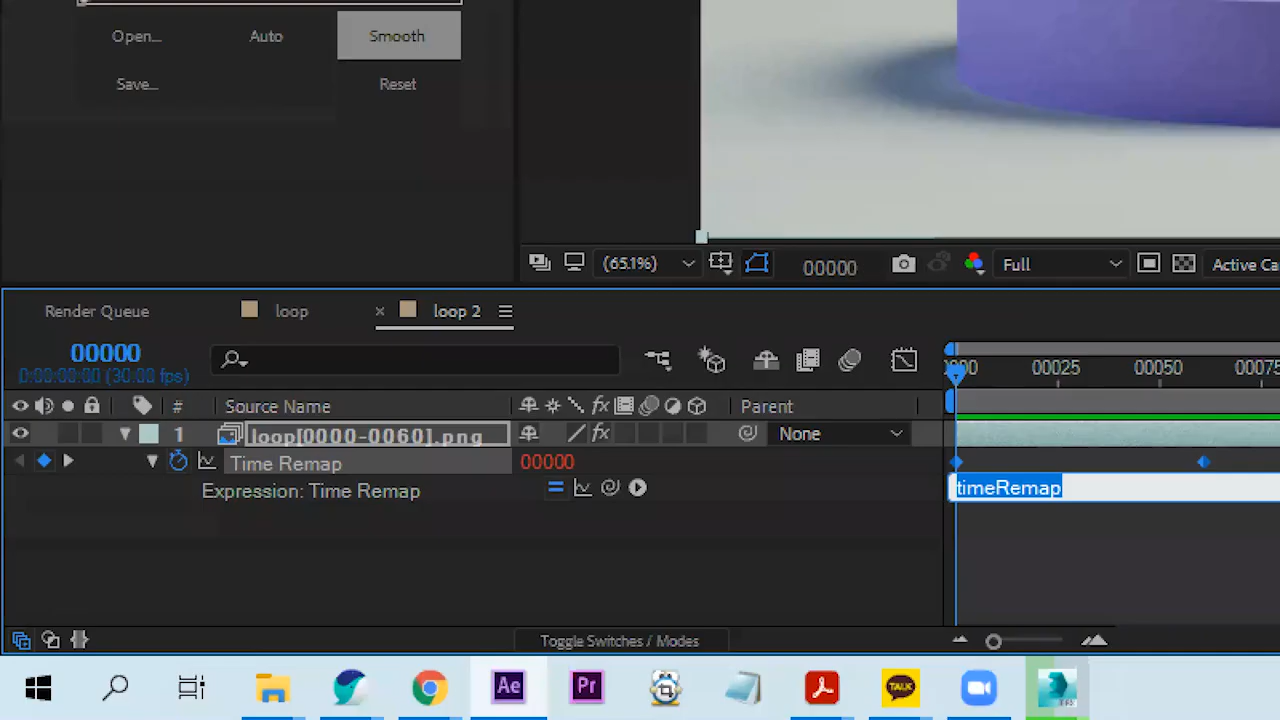 Open...
Auto
Smooth
Save...
Reset
(65.1%)
00000
Full
Active Ca
Render Queue
loop
loop 2
00000
0:00:00:00 (30.00 fps)
00025
00050
00075
#
Source Name
fx
Parent
1
loop[0000-0060].png
fx
None
Time Remap
00000
Expression: Time Remap
timeRemap
Toggle Switches / Modes
Ae
Pr
TALK